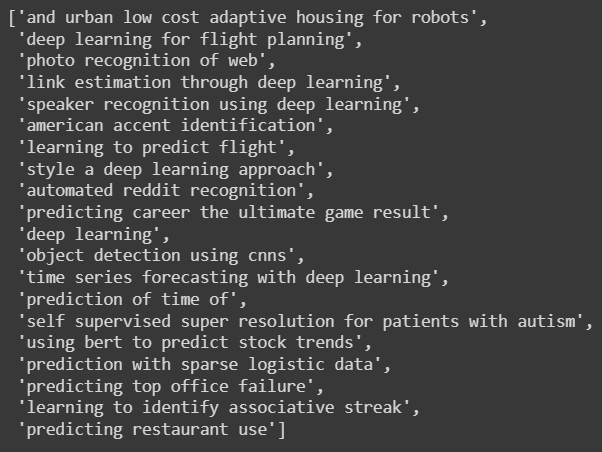 ['and urban low cost adaptive housing for robots',
'deep learning for flight planning',
'photo recognition of web',
'link estimation through deep learning',
'speaker recognition using deep learning',
'american accent identification',
'learning to predict flight',
'style a deep learning approach',
'automated reddit recognition',
'predicting career the ultimate game result',
'deep learning',
'object detection using cnns',
'time series forecasting with deep learning',
'prediction of time of',
'self supervised super resolution for patients with autism',
'using bert to predict stock trends',
'prediction with sparse logistic data',
'predicting top office failure',
'learning to identify associative streak',
'predicting restaurant use']